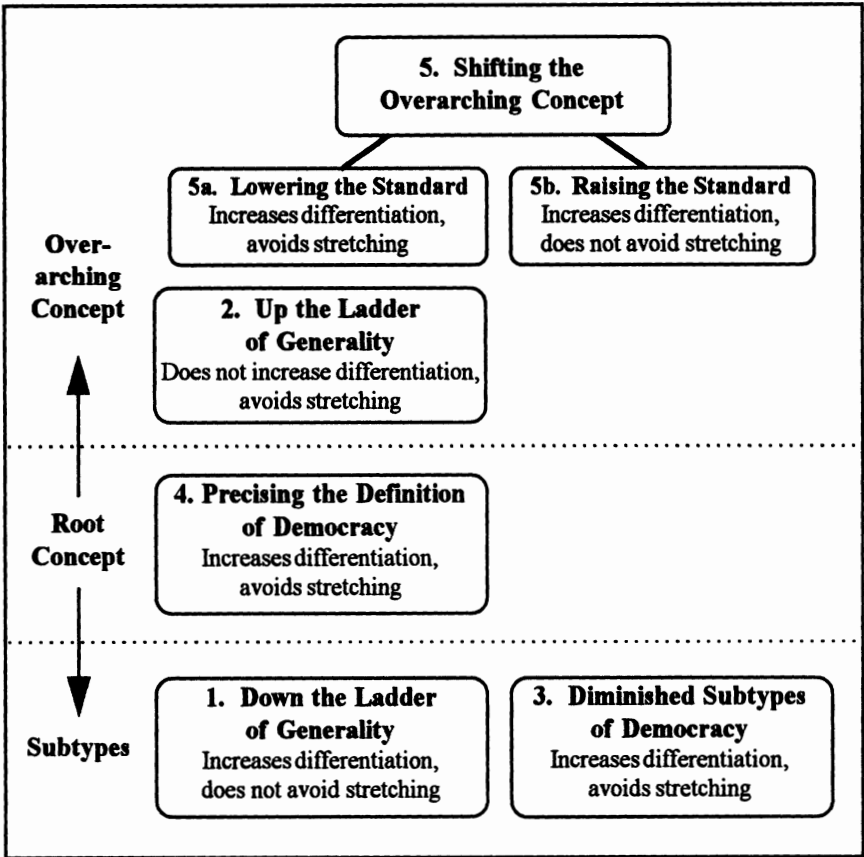 5. Shifting the
Overarching Concept
5a. Lowering the Standard
Increases differentiation,
avoids stretching
5b. Raising the Standard
Increases differentiation,
does not avoid stretching
Over-
arching
Concept
2. Up the Ladder
of Generality
Does not increase differentiation,
avoids stretching
Root
Concept
4. Precising the Definition
of Democracy
Increases differentiation,
avoids stretching
Subtypes
1. Down the Ladder
of Generality
Increases differentiation,
does not avoid stretching
3. Diminished Subtypes
of Democracy
Increases differentiation,
avoids stretching